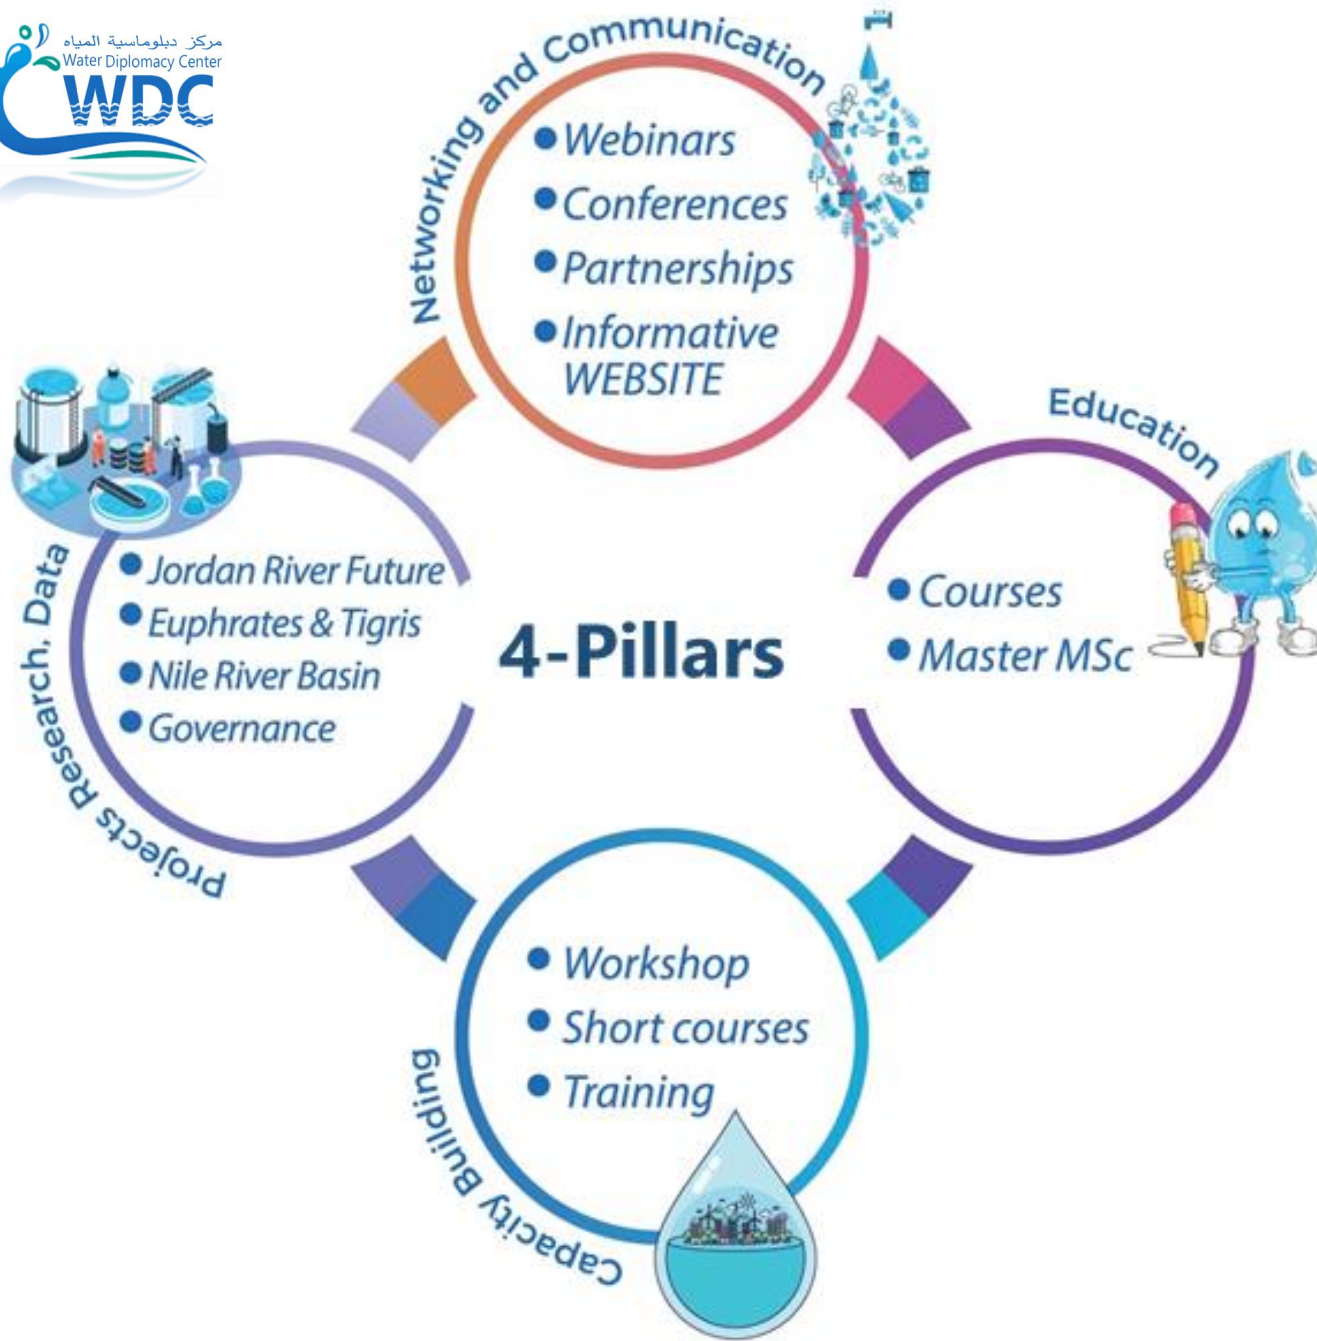 مركز دبلوماسية المياه
Water Diplomacy Center
WDC
Networking and Communication
Webinars
Conferences
Partnerships
Informative
WEBSITE
Education
Courses
Master MSc
4-Pillars
Projects Research, Data
Jordan River Future
Euphrates & Tigris
Nile River Basin
Governance
Capacity Building
Workshop
Short courses
Training